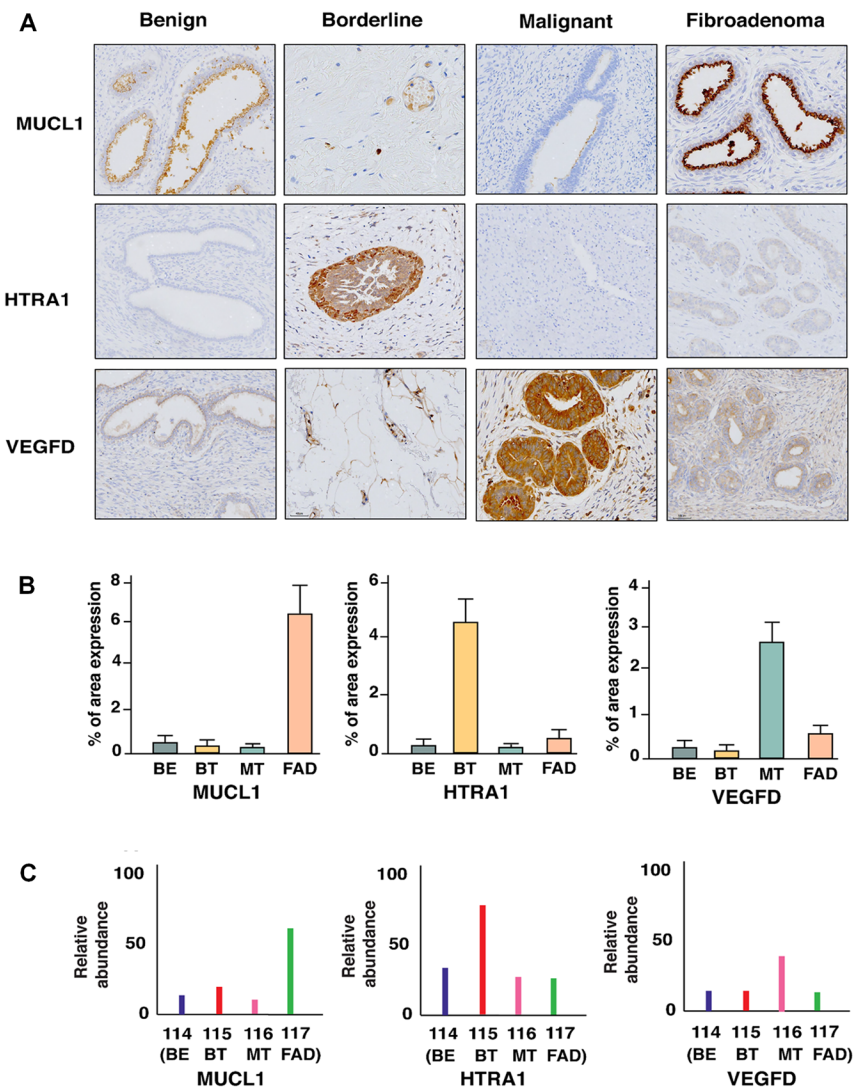 A
Benign Borderline Malignant Fibroadenoma
MUCL1
HTRA1
VEGFD
B
% of area expression
8
6
4
2
0
BE BT MT FAD
MUCL1
% of area expression
6
4
2
0
BE BT MT FAD
HTRA1
% of area expression
4
3
2
1
0
BE BT MT FAD
VEGFD
C
Relative
abundance
100
50
0
114 115 116 117
(BE BT MT FAD)
MUCL1
Relative
abundance
100
50
0
114 115 116 117
(BE BT MT FAD)
HTRA1
Relative
abundance
100
50
0
114 115 116 117
(BE BT MT FAD)
VEGFD